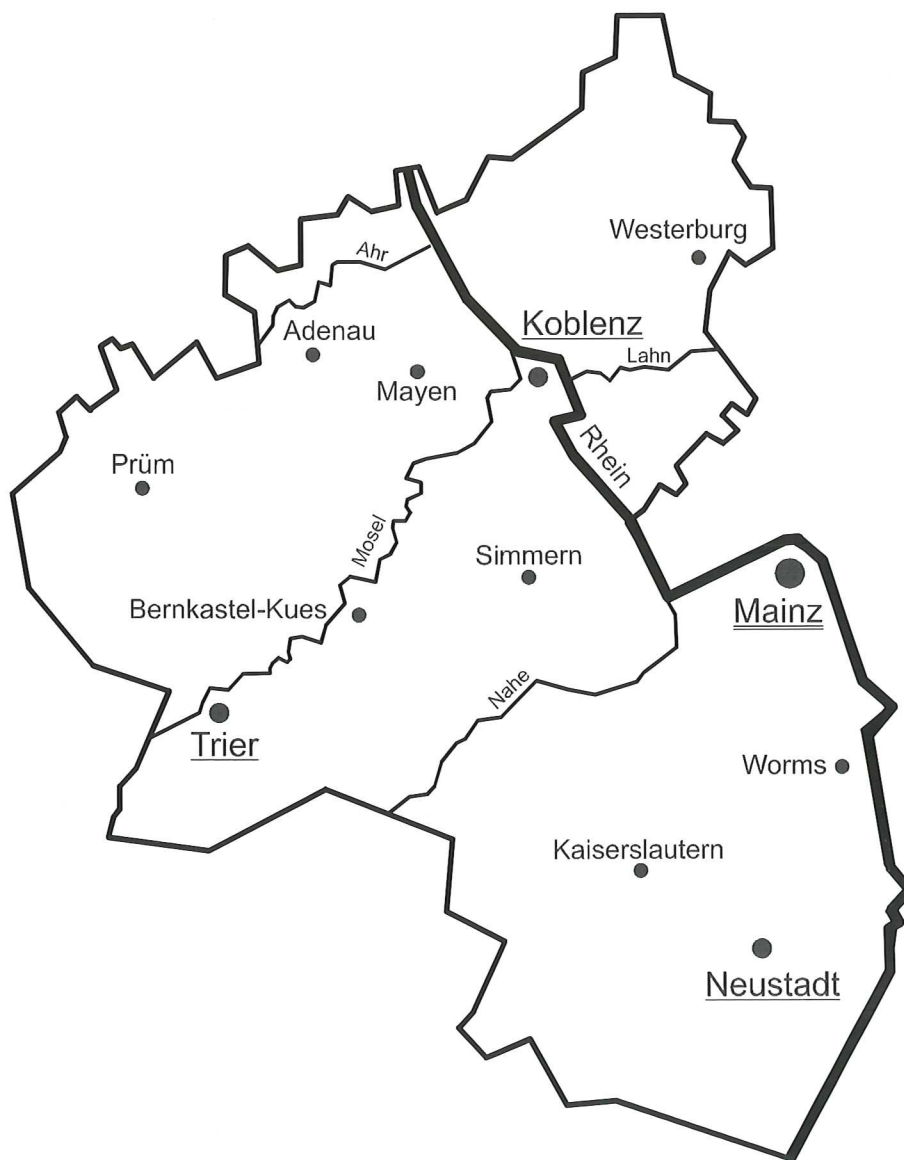 Westerburg
Ahr
Koblenz
Adenau
Lahn
Mayen
Rhein
Prüm
Mosel
Simmern
Bernkastel-Kues
Mainz
Nahe
Trier
Worms
Kaiserslautern
Neustadt